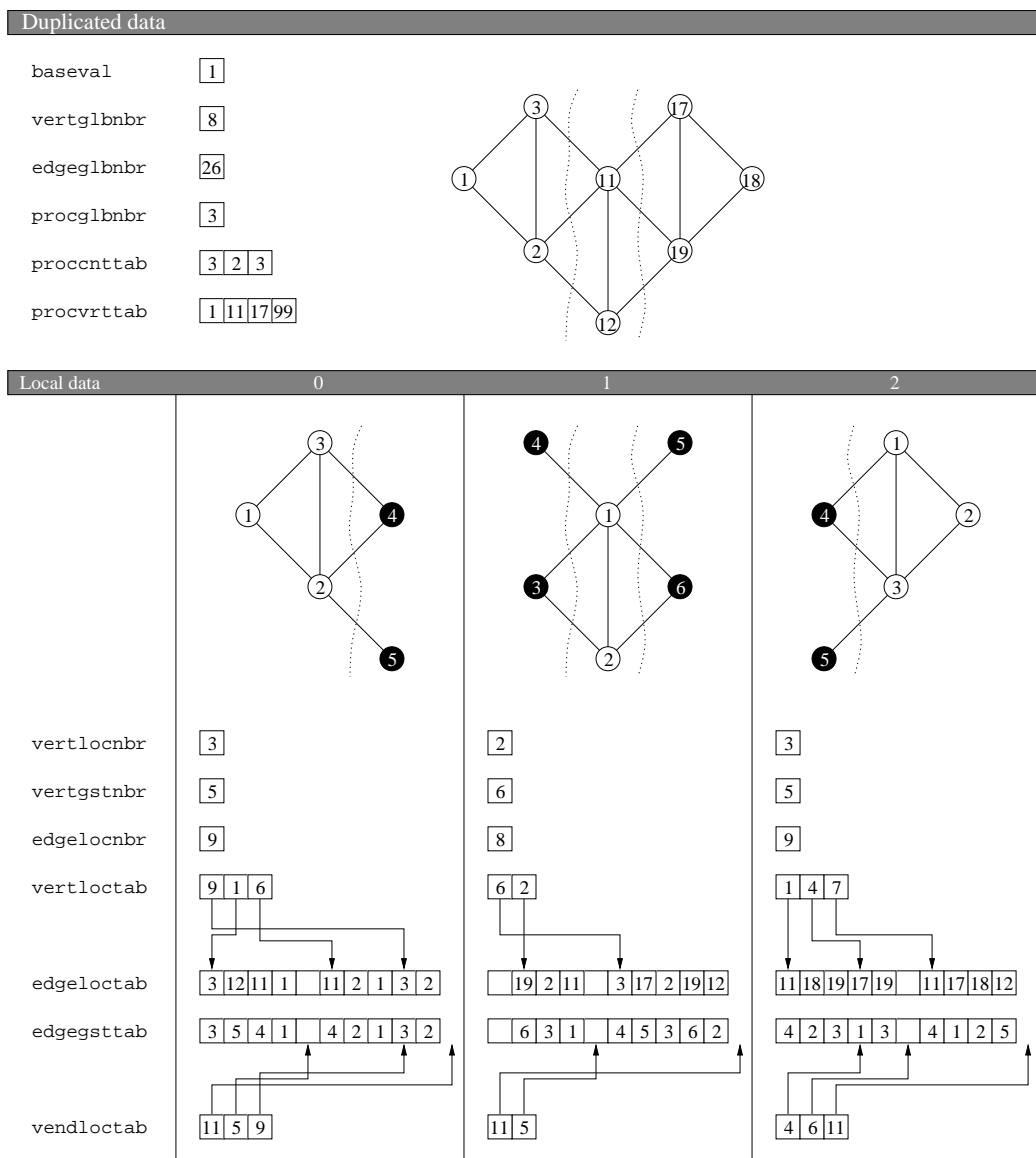 Duplicated data
baseval 1
vertglbnbr 8
edgeglbnbr 26
procglbnbr 3
proccnttab 3 2 3
procvrttab 1 11 17 99
3 17
1 11 18
2 19
12
Local data 0 1 2
3 4 5 1
1 4 1 4 2
2 3 6 3
5 2 5
vertlocnbr 3 2 3
vertgstnbr 5 6 5
edgelocnbr 9 8 9
vertloctab 9 1 6 6 2 1 4 7
edgeloctab 3 12 11 1 11 2 1 3 2 19 2 11 3 17 2 19 12 11 18 19 17 19 11 17 18 12
edgegsttab 3 5 4 1 4 2 1 3 2 6 3 1 4 5 3 6 2 4 2 3 1 3 4 1 2 5
vendloctab 11 5 9 11 5 4 6 11